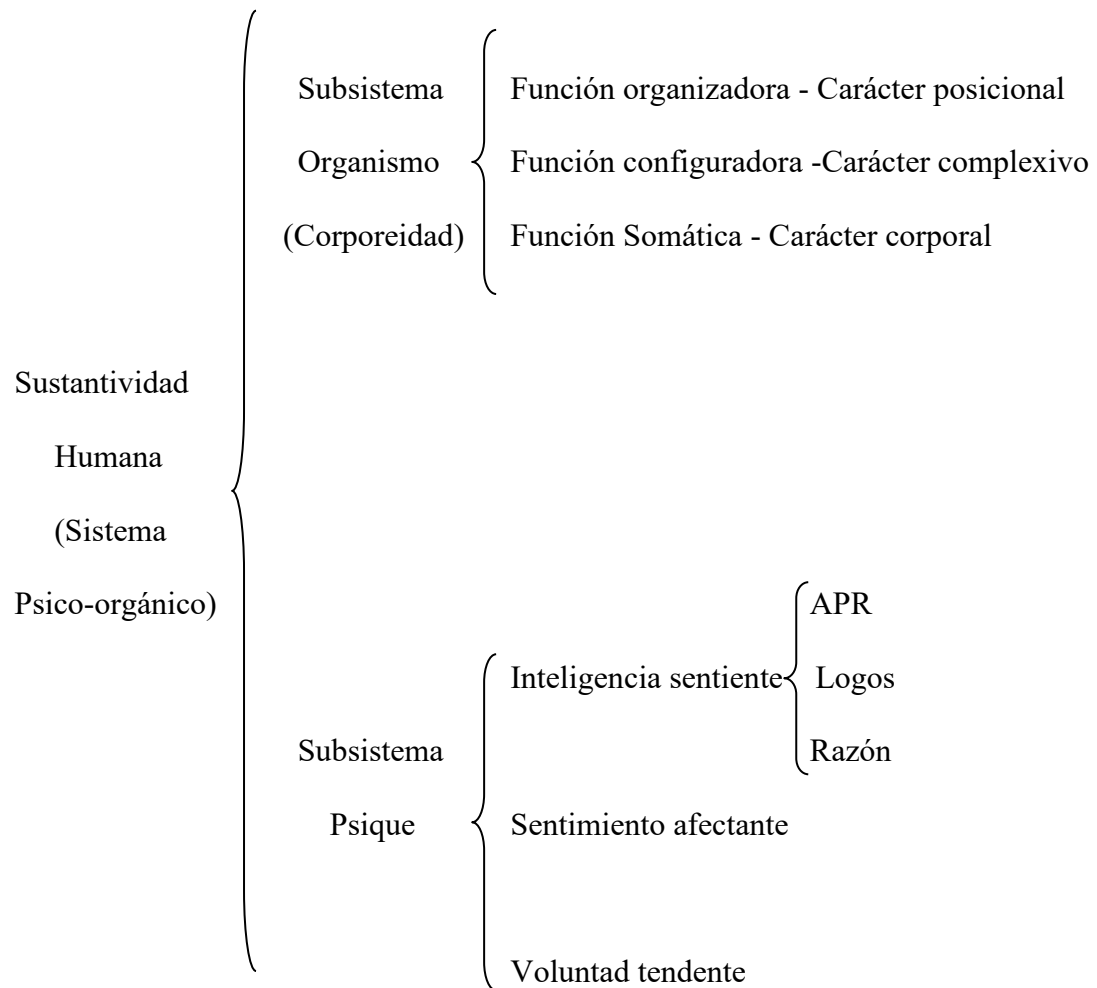 Subsistema
Organismo
(Corporeidad)
Función organizadora - Carácter posicional
Función configuradora -Carácter complexivo
Función Somática - Carácter corporal
Sustantividad
Humana
(Sistema
Psico-orgánico)
Subsistema
Psique
Inteligencia sentiente
APR
Logos
Razón
Sentimiento afectante
Voluntad tendente